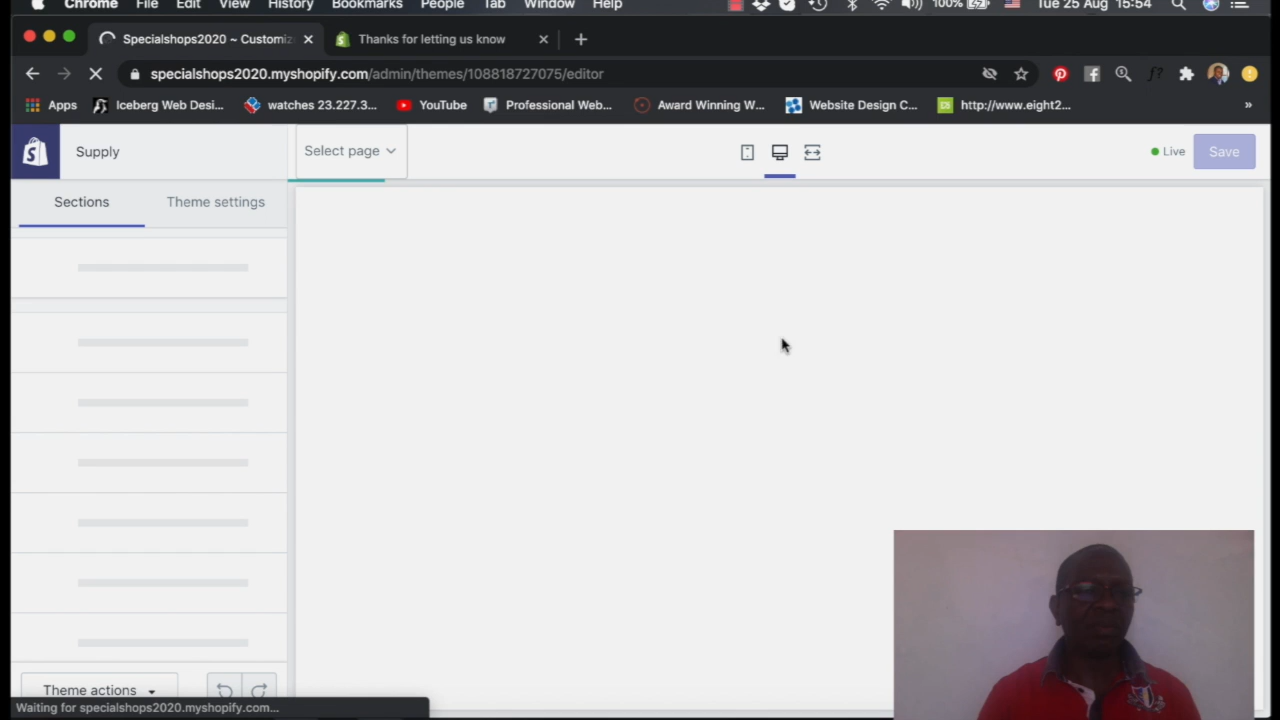 Chrome File Edit View History Bookmarks People Tab Window Help 100% Tue 25 Aug 15:54
Specialshops2020 ~ Customiz Thanks for letting us know
specialshops2020.myshopify.com/admin/themes/108818727075/editor
Apps Iceberg Web Desi... watches 23.227.3... YouTube Professional Web... Award Winning W... Website Design C... http://www.eight2... »
Supply Select page Live Save
Sections Theme settings
Theme actions
Waiting for specialshops2020.myshopify.com...